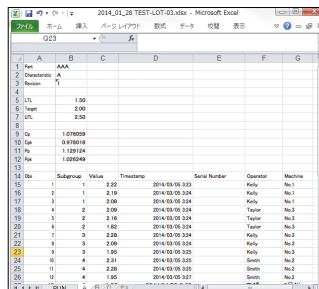 2014_01_28 TEST-LOT-03.xlsx - Microsoft Excel
ファイル ホーム 挿入 ページ レイアウト 数式 データ 校閲 表示
Q23 fx
A B C D E F G
1 Part AAA
2 Characteristic A
3 Revision 1
4
5 LTL 1.50
6 Target 2.00
7 UTL 2.50
8
9 Cp 1.076059
10 Cpk 0.978018
11 Pp 1.129124
12 Ppk 1.026249
13
14 Obs Subgroup Value Timestamp Serial Number Operator Machine
15 1 1 2.22 2014/03/05 3:23 Kelly No.1
16 2 1 2.19 2014/03/05 3:24 Kelly No.1
17 3 1 2.08 2014/03/05 3:24 Kelly No.1
18 4 2 2.09 2014/03/05 3:24 Taylor No.3
19 5 2 2.16 2014/03/05 3:24 Taylor No.3
20 6 2 1.82 2014/03/05 3:24 Taylor No.3
21 7 3 2.28 2014/03/05 3:24 Kelly No.2
22 8 3 2.09 2014/03/05 3:24 Kelly No.3
23 9 3 1.95 2014/03/05 3:25 Kelly No.3
24 10 4 2.31 2014/03/05 3:25 Smith No.2
25 11 4 2.28 2014/03/05 3:25 Smith No.2
26 12 4 1.95 2014/03/05 3:27 Smith No.2
RUN A B C